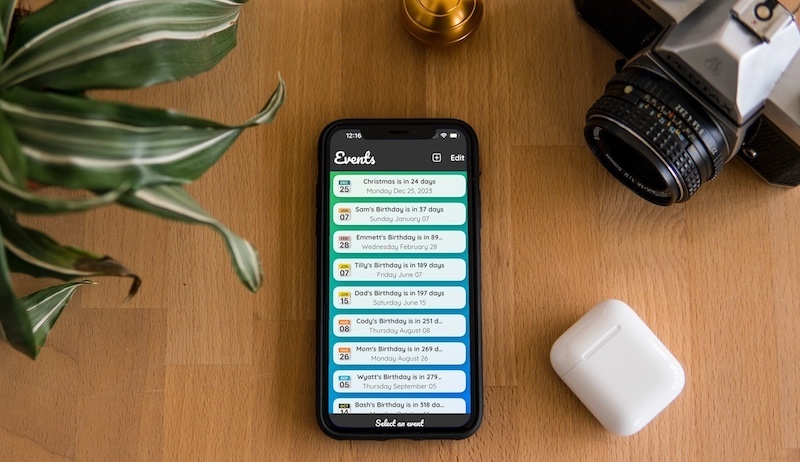 12:16
Events
Edit
DEC
25
Christmas is in 24 days
Monday Dec 25, 2023
JAN
07
Sam's Birthday is in 37 days
Sunday January 07
FEB
28
Emmett's Birthday is in 89...
Wednesday February 28
JUN
07
Tilly's Birthday is in 189 days
Friday June 07
JUN
15
Dad's Birthday is in 197 days
Saturday June 15
AUG
08
Cody's Birthday is in 251 d...
Thursday August 08
AUG
26
Mom's Birthday is in 269 d...
Monday August 26
SEP
05
Wyatt's Birthday is in 279...
Thursday September 05
OCT
14
Bash's Birthday is in 318 da...
Select an event